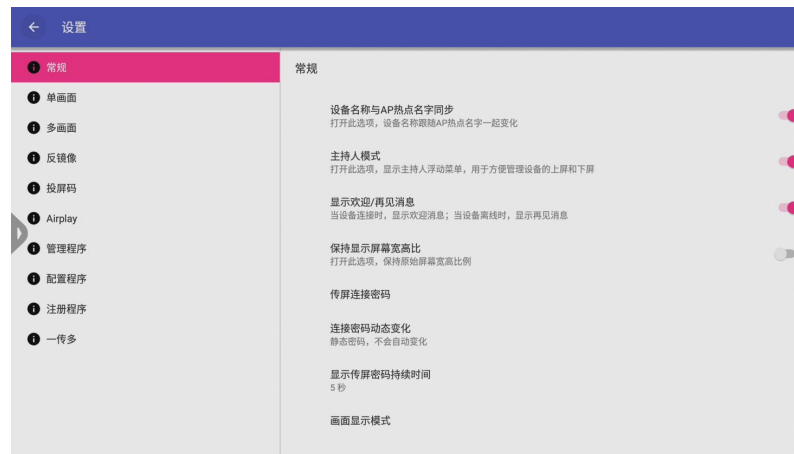 设置
常规
单画面
多画面
反镜像
投屏码
Airplay
管理程序
配置程序
注册程序
一传多
常规
设备名称与AP热点名字同步
打开此选项，设备名称跟随AP热点名字一起变化
主持人模式
打开此选项，显示主持人浮动菜单，用于方便管理设备的上屏和下屏
显示欢迎/再见消息
当设备连接时，显示欢迎消息；当设备离线时，显示再见消息
保持显示屏幕宽高比
打开此选项，保持原始屏幕宽高比例
传屏连接密码
连接密码动态变化
静态密码，不会自动变化
显示传屏密码持续时间
5 秒
画面显示模式